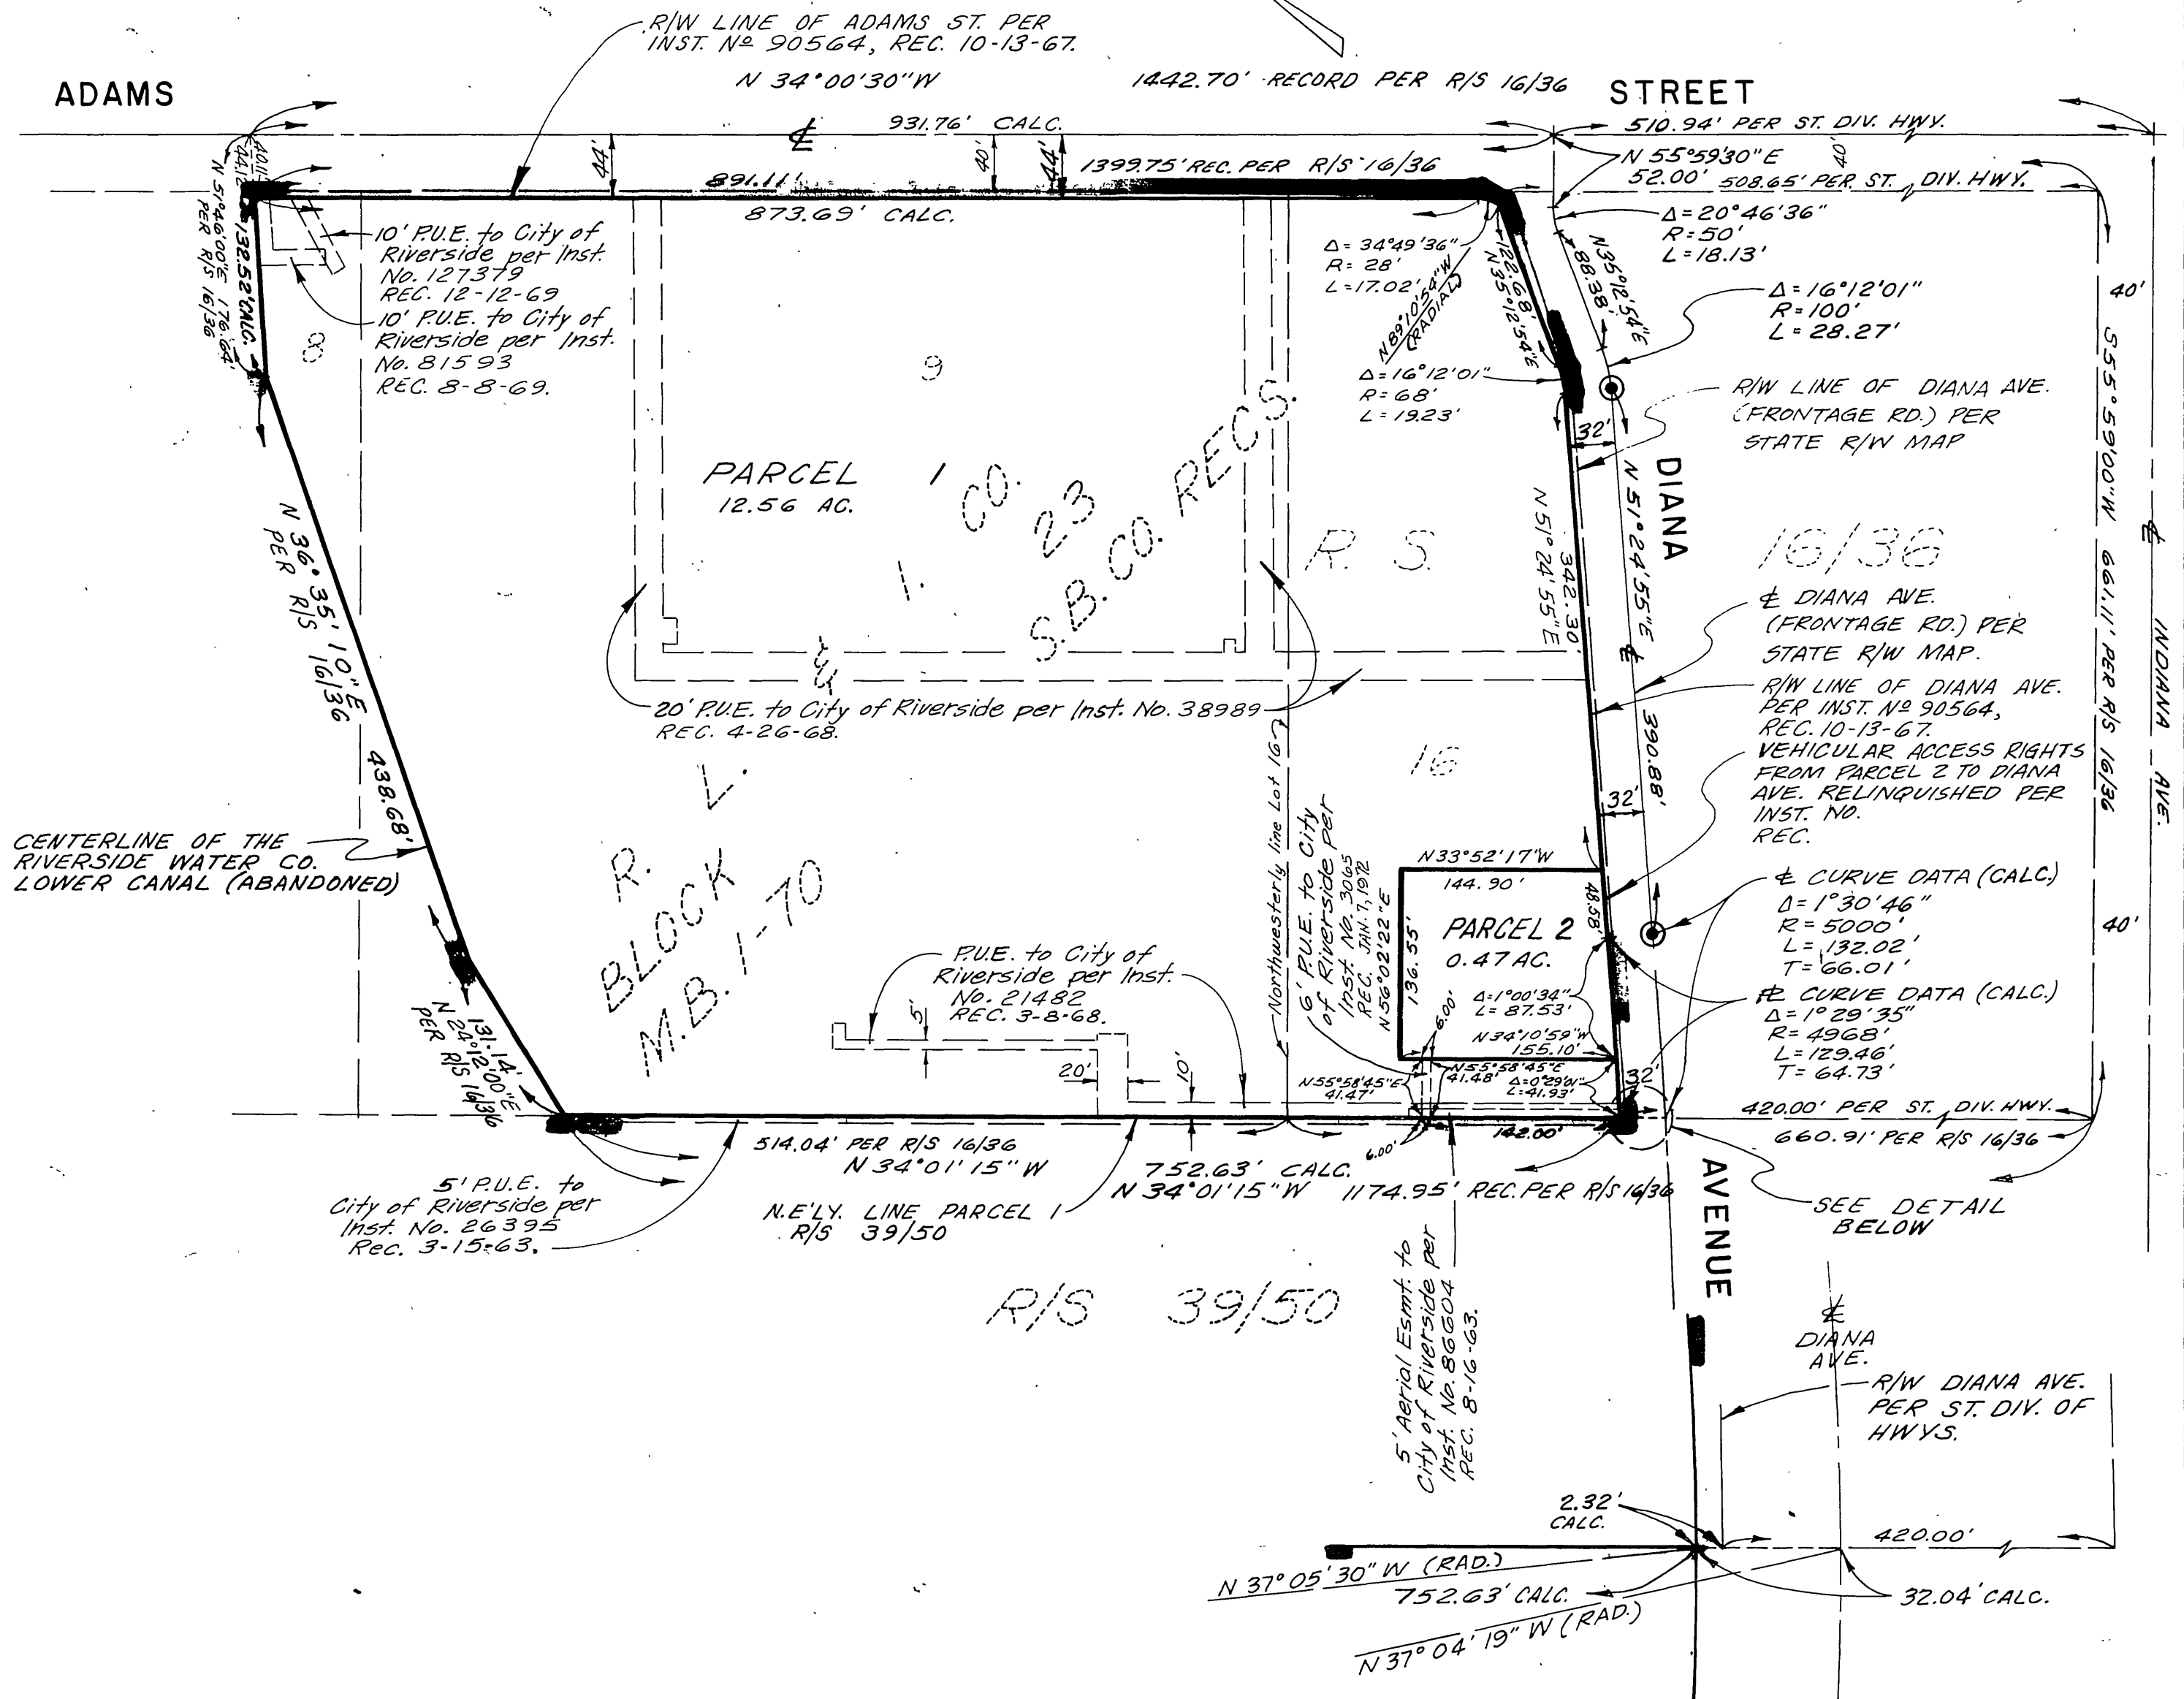 R/W LINE OF ADAMS ST. PER
INST. Nº 90564, REC. 10-13-67.
N 34°00'30"W
1442.70' RECORD PER R/S 16/36
ADAMS
STREET
931.76' CALC.
510.94' PER ST. DIV. HWY.
44'
40'
44'
1399.75' REC. PER R/S 16/36
891.11'
873.69' CALC.
N 55°59'30"E
52.00'
40'
508.65' PER ST. DIV. HWY.
Δ=20°46'36"
R=50'
L=18.13'
44.12'
132.52' CALC.
N 51°46'00"E 176.64'
PER R/S 16/36
10' P.U.E. to City of
Riverside per Inst.
No. 127379
REC. 12-12-69
10' P.U.E. to City of
Riverside per Inst.
No. 81593
REC. 8-8-69.
8
9
Δ= 34°49'36"
R= 28'
L=17.02'
N89°10'54"W
(RADIAL)
122.68'
N 35°12'54"E
N35°12'54"E
88.38'
Δ=16°12'01"
R=100'
L=28.27'
Δ=16°12'01"
R=68'
L=19.23'
R/W LINE OF DIANA AVE.
(FRONTAGE RD.) PER
STATE R/W MAP
32'
PARCEL 1
12.56 AC.
CO.
I.
23
S.B. CO. RECS.
R. S.
16/36
DIANA
N 51°24'55"E
390.88'
342.30'
N 51°24'55"E
S55°59'00"W 661.11' PER R/S 16/36
40'
40'
INDIANA AVE.
℄
℄ DIANA AVE.
(FRONTAGE RD.) PER
STATE R/W MAP.
R/W LINE OF DIANA AVE.
PER INST. Nº 90564,
REC. 10-13-67.
VEHICULAR ACCESS RIGHTS
FROM PARCEL 2 TO DIANA
AVE. RELINQUISHED PER
INST. NO.
REC.
N 36°35'10"E 438.68'
PER R/S 16/36
20' P.U.E. to City of Riverside per Inst. No. 38989
REC. 4-26-68.
Northwesterly line Lot 16
16
32'
CENTERLINE OF THE
RIVERSIDE WATER CO.
LOWER CANAL (ABANDONED)
R. L.
BLOCK
M.B. 1-70
6' P.U.E. to City
of Riverside per
Inst. No. 3065
REC. JAN. 7, 1972
N33°52'17"W
144.90'
N56°02'22"E
136.55'
48.58'
PARCEL 2
0.47 AC.
Δ=1°00'34"
L= 87.53'
N34°10'59"W
155.10'
6.00'
℄ CURVE DATA (CALC.)
Δ=1°30'46"
R=5000'
L=132.02'
T=66.01'
℞ CURVE DATA (CALC.)
Δ=1°29'35"
R=4968'
L=129.46'
T=64.73'
P.U.E. to City of
Riverside per Inst.
No. 21482
REC. 3-8-68.
5'
20'
10'
N55°58'45"E
41.47'
N55°58'45"E
41.48'
Δ=0°29'01"
L=41.93'
32'
131.14'
N 24°12'00"E
PER R/S 16/36
514.04' PER R/S 16/36
N 34°01'15"W
6.00'
142.00'
420.00' PER ST. DIV. HWY.
660.91' PER R/S 16/36
752.63' CALC.
N 34°01'15"W
1174.95' REC. PER R/S 16/36
5' P.U.E. to
City of Riverside per
Inst. No. 26395
Rec. 3-15-63.
N.E'LY. LINE PARCEL 1
R/S 39/50
AVENUE
SEE DETAIL
BELOW
R/S 39/50
5' Aerial Esmt. to
City of Riverside per
Inst. No. 86604
REC. 8-16-63.
℄
DIANA
AVE.
R/W DIANA AVE.
PER ST. DIV. OF
HWYS.
2.32'
CALC.
420.00'
N 37°05'30" W (RAD.)
752.63' CALC.
N 37°04'19" W (RAD.)
32.04' CALC.